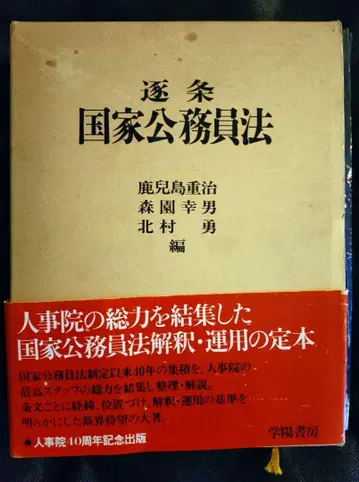 逐条
国家公務員法
鹿兒島重治
森園幸男
北村勇
編
人事院の総力を結集した
国家公務員法解釈・運用の定本
国家公務員法制定以来40年の集積を、人事院の
最高スタッフの総力を結集し整理・解説。
条文ごとに経緯、位置づけ、解釈・運用の基準を
明らかにした斯界待望の大著。
●人事院40周年記念出版
学陽書房